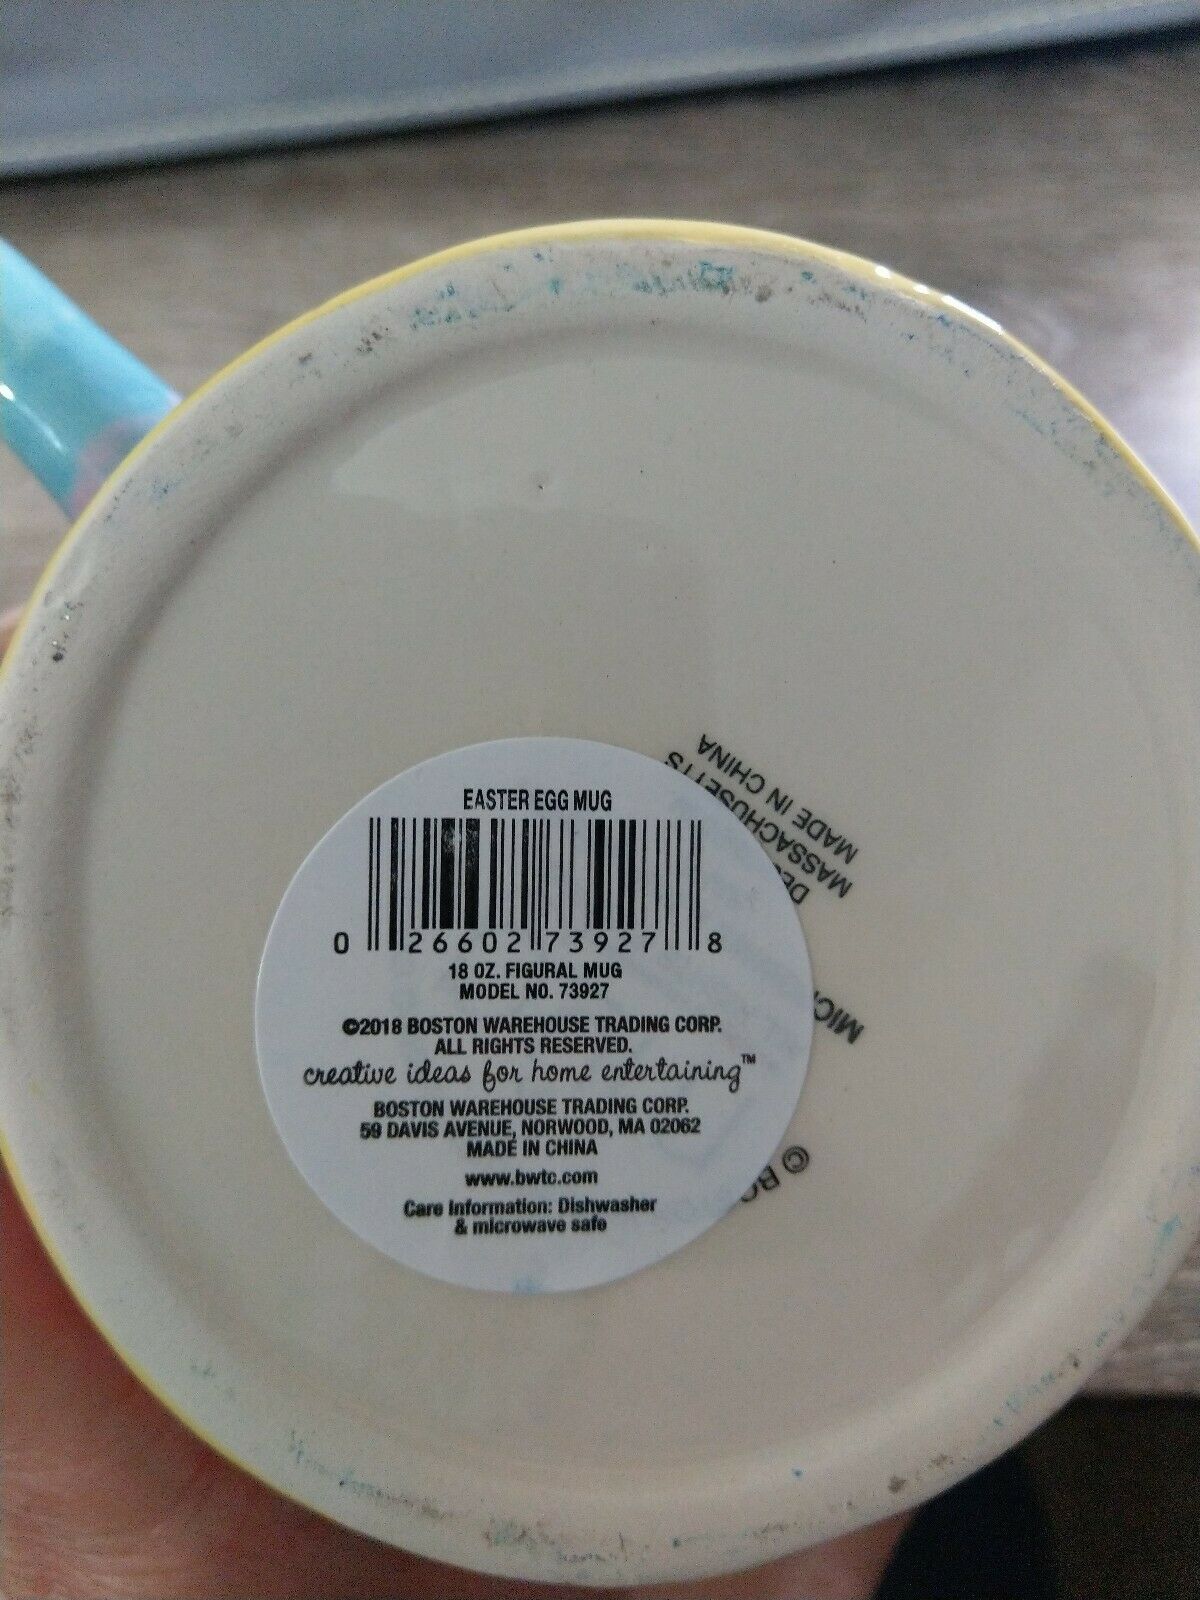 EASTER EGG MUG
0 26602 73927 8
18 OZ. FIGURAL MUG
MODEL NO. 73927
©2018 BOSTON WAREHOUSE TRADING CORP.
ALL RIGHTS RESERVED.
creative ideas for home entertaining™
BOSTON WAREHOUSE TRADING CORP.
59 DAVIS AVENUE, NORWOOD, MA 02062
MADE IN CHINA
www.bwtc.com
Care Information: Dishwasher
& microwave safe
©
MASSACHUSETTS
MADE IN CHINA